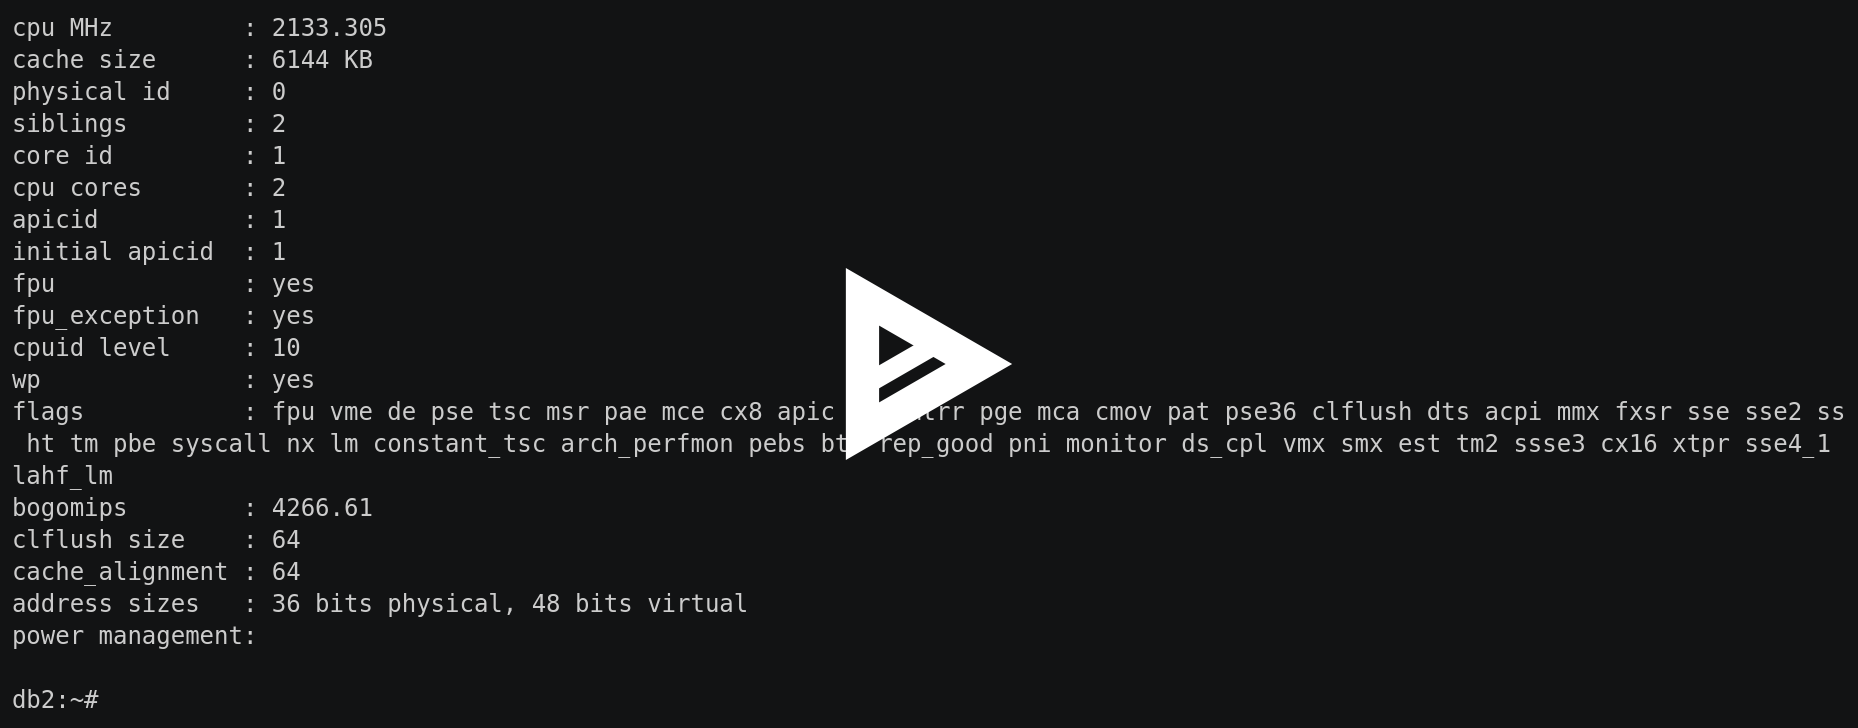 cpu MHz         : 2133.305
cache size      : 6144 KB
physical id     : 0
siblings        : 2
core id         : 1
cpu cores       : 2
apicid          : 1
initial apicid  : 1
fpu             : yes
fpu_exception   : yes
cpuid level     : 10
wp              : yes
flags           : fpu vme de pse tsc msr pae mce cx8 apic pge mca cmov pat pse36 clflush dts acpi mmx fxsr sse sse2 ss
 ht tm pbe syscall nx lm constant_tsc arch_perfmon pebs rep_good pni monitor ds_cpl vmx smx est tm2 ssse3 cx16 xtpr sse4_1
lahf_lm
bogomips        : 4266.61
clflush size    : 64
cache_alignment : 64
address sizes   : 36 bits physical, 48 bits virtual
power management:
db2:~#